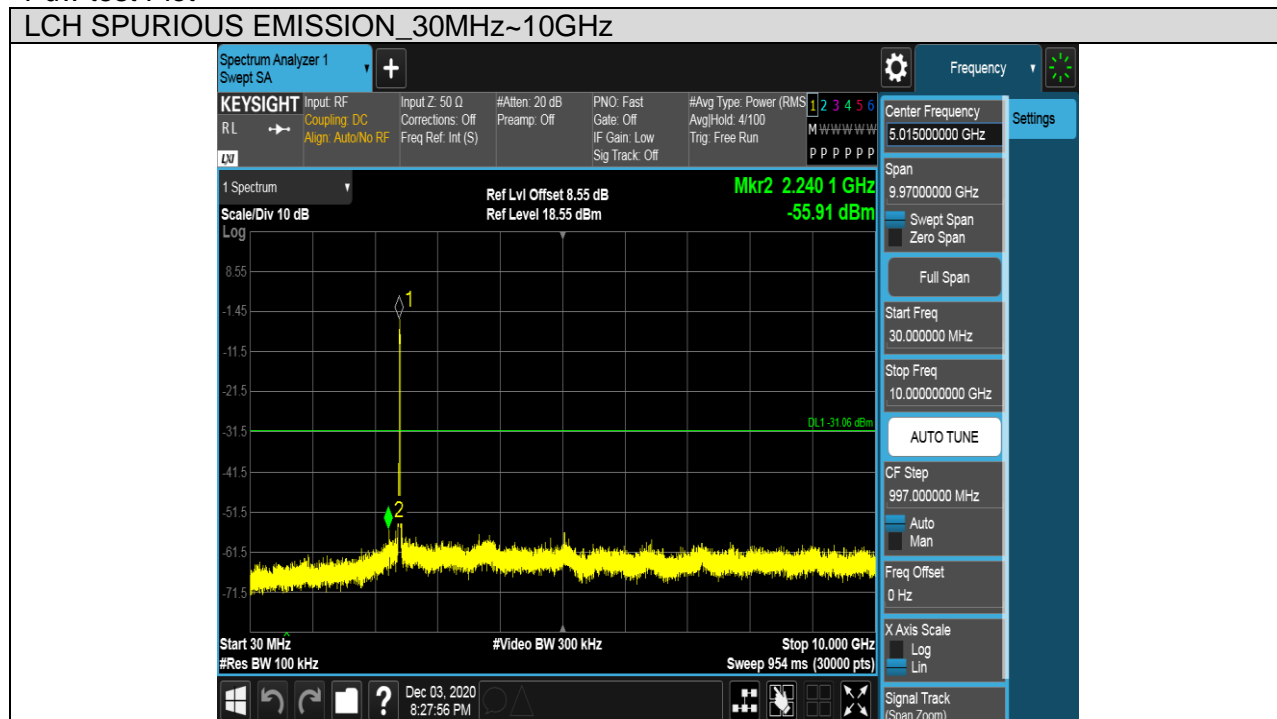 LCH SPURIOUS EMISSION_30MHz~10GHz
Spectrum Analyzer 1
Swept SA
+
Frequency
KEYSIGHT
RL
LXI
Input: RF
Coupling: DC
Align: Auto/No RF
Input Z: 50 Ω
Corrections: Off
Freq Ref: Int (S)
#Atten: 20 dB
Preamp: Off
PNO: Fast
Gate: Off
IF Gain: Low
Sig Track: Off
#Avg Type: Power (RMS
Avg|Hold: 4/100
Trig: Free Run
1 2 3 4 5 6
M W W W W W
P P P P P P
Center Frequency
5.015000000 GHz
Settings
1 Spectrum
Scale/Div 10 dB
Ref Lvl Offset 8.55 dB
Ref Level 18.55 dBm
Mkr2 2.240 1 GHz
-55.91 dBm
Log
8.55
-1.45
-11.5
-21.5
-31.5
-41.5
-51.5
-61.5
-71.5
1
2
DL1 -31.06 dBm
Start 30 MHz
#Res BW 100 kHz
#Video BW 300 kHz
Stop 10.000 GHz
Sweep 954 ms (30000 pts)
Span
9.97000000 GHz
Swept Span
Zero Span
Full Span
Start Freq
30.000000 MHz
Stop Freq
10.000000000 GHz
AUTO TUNE
CF Step
997.000000 MHz
Auto
Man
Freq Offset
0 Hz
X Axis Scale
Log
Lin
Signal Track
(Span Zoom)
?
Dec 03, 2020
8:27:56 PM